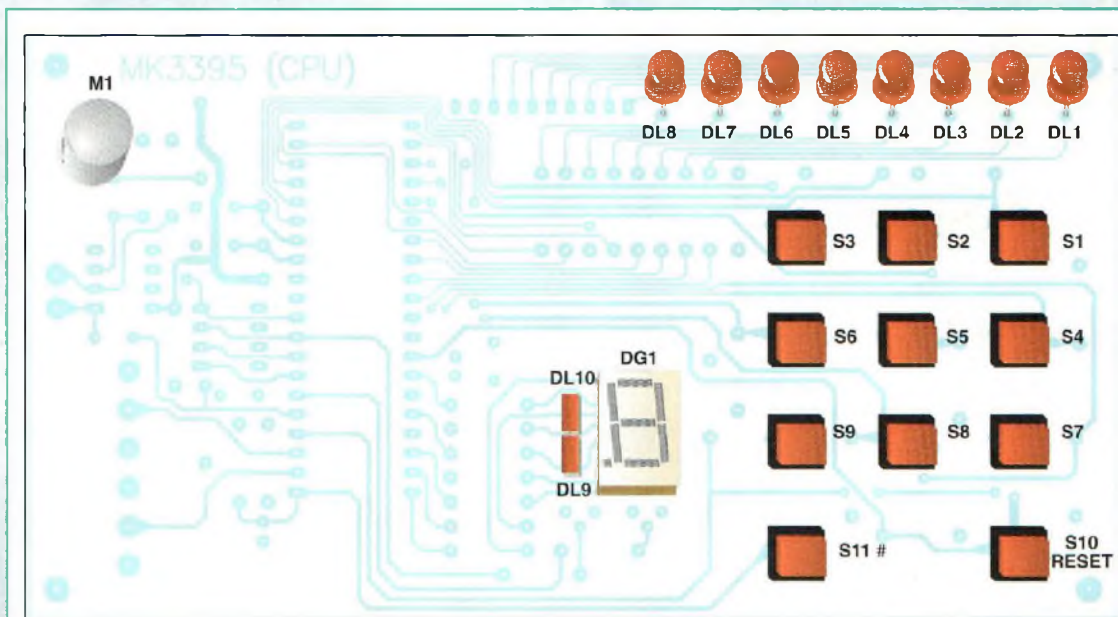 MK3395 (CPU)
M1
DL8 DL7 DL6 DL5 DL4 DL3 DL2 DL1
S3 S2 S1
S6 S5 S4
DG1
DL10
S9 S8 S7
DL9
S11 # S10
RESET